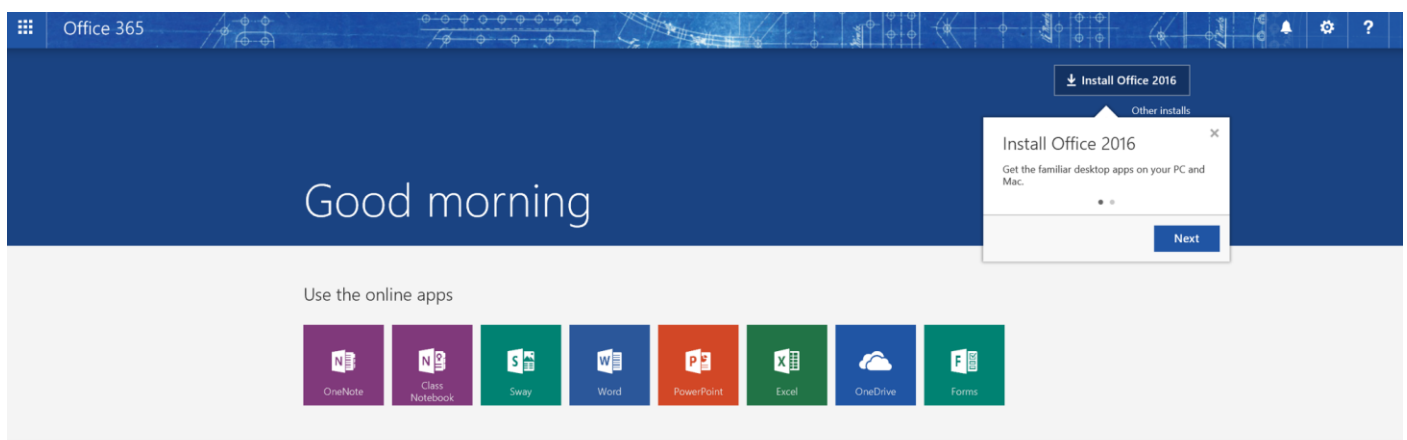 Office 365
?
Install Office 2016
Other installs
Install Office 2016
×
Get the familiar desktop apps on your PC and
Mac.
Next
Good morning
Use the online apps
N
OneNote
N
Class
Notebook
S
Sway
W
Word
P
PowerPoint
X
Excel
OneDrive
F
Forms